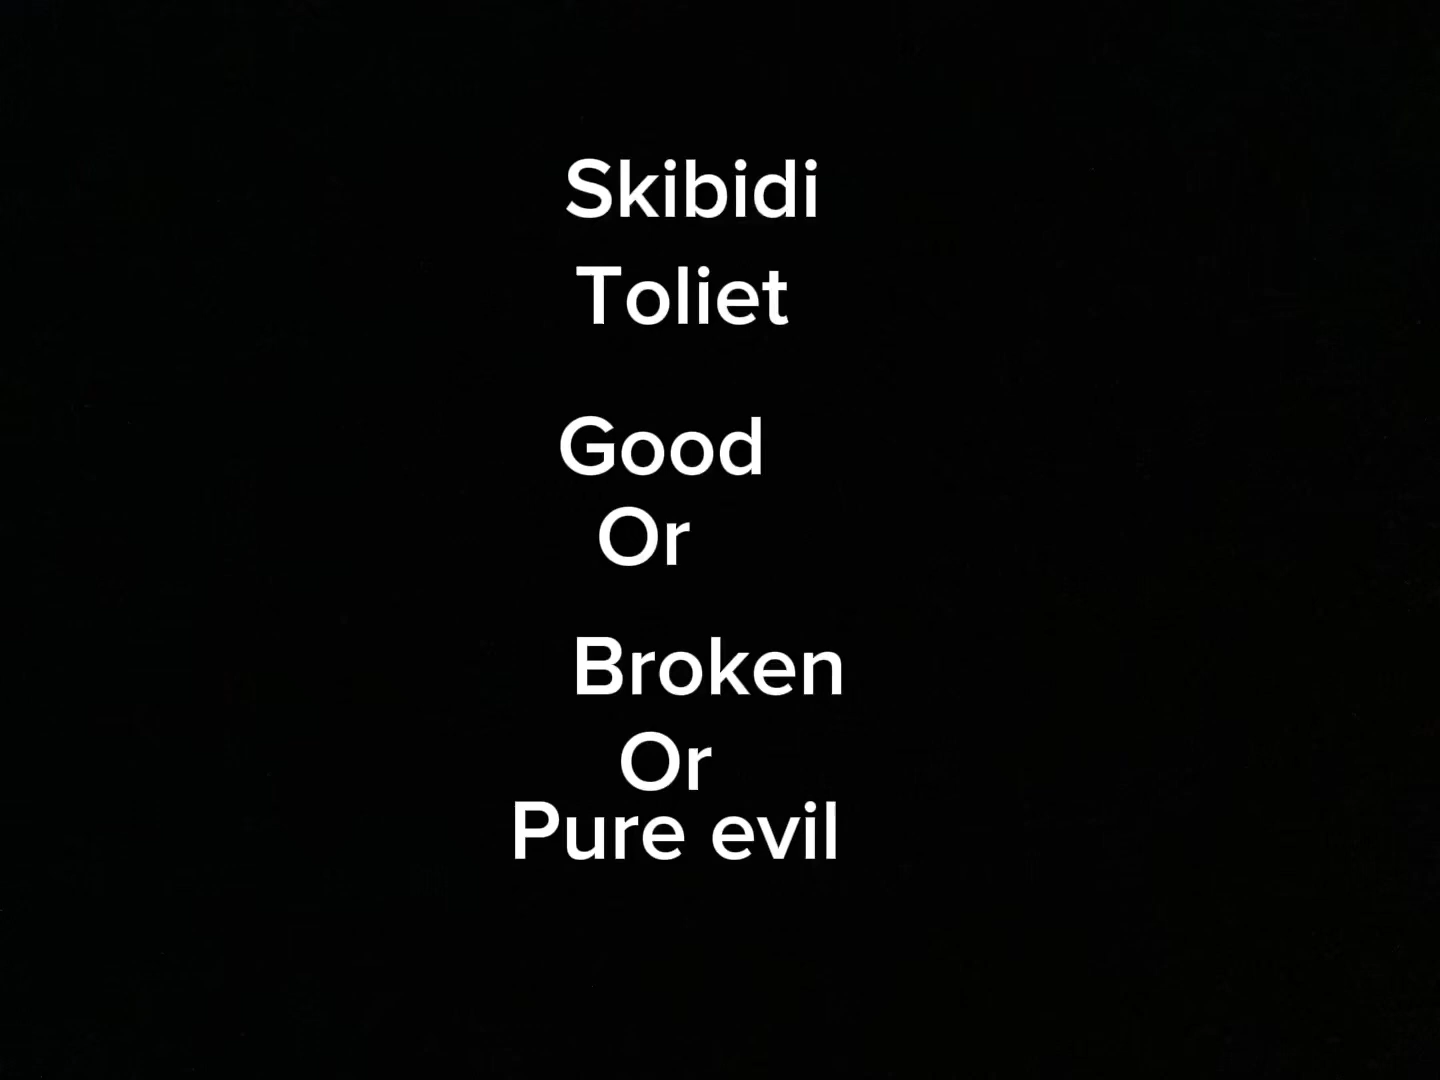 Skibidi
Toliet
Good
Or
Broken
Or
Pure evil